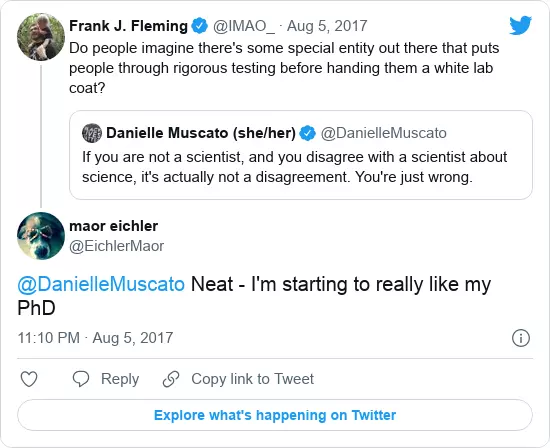 Frank J. Fleming @IMAO_ · Aug 5, 2017
Do people imagine there's some special entity out there that puts
people through rigorous testing before handing them a white lab
coat?
Danielle Muscato (she/her) @DanielleMuscato
If you are not a scientist, and you disagree with a scientist about
science, it's actually not a disagreement. You're just wrong.
maor eichler
@EichlerMaor
@DanielleMuscato Neat - I'm starting to really like my
PhD
11:10 PM · Aug 5, 2017
Reply Copy link to Tweet
Explore what's happening on Twitter